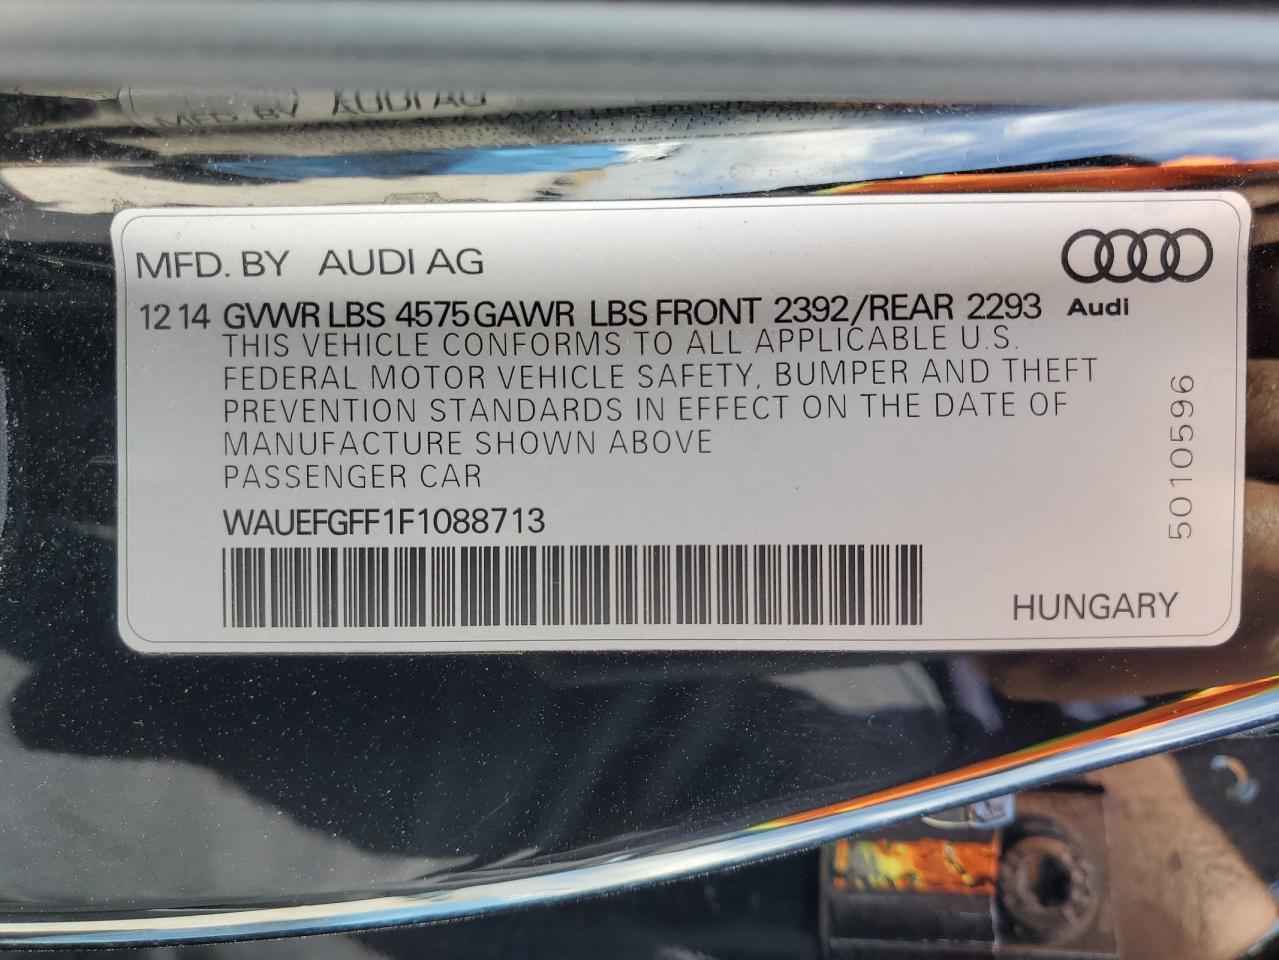 MFD. BY AUDI AG
12 14 GVWR LBS 4575 GAWR LBS FRONT 2392/REAR 2293
Audi
THIS VEHICLE CONFORMS TO ALL APPLICABLE U.S.
FEDERAL MOTOR VEHICLE SAFETY, BUMPER AND THEFT
PREVENTION STANDARDS IN EFFECT ON THE DATE OF
MANUFACTURE SHOWN ABOVE
PASSENGER CAR
WAUEFGFF1F1088713
5010596
HUNGARY